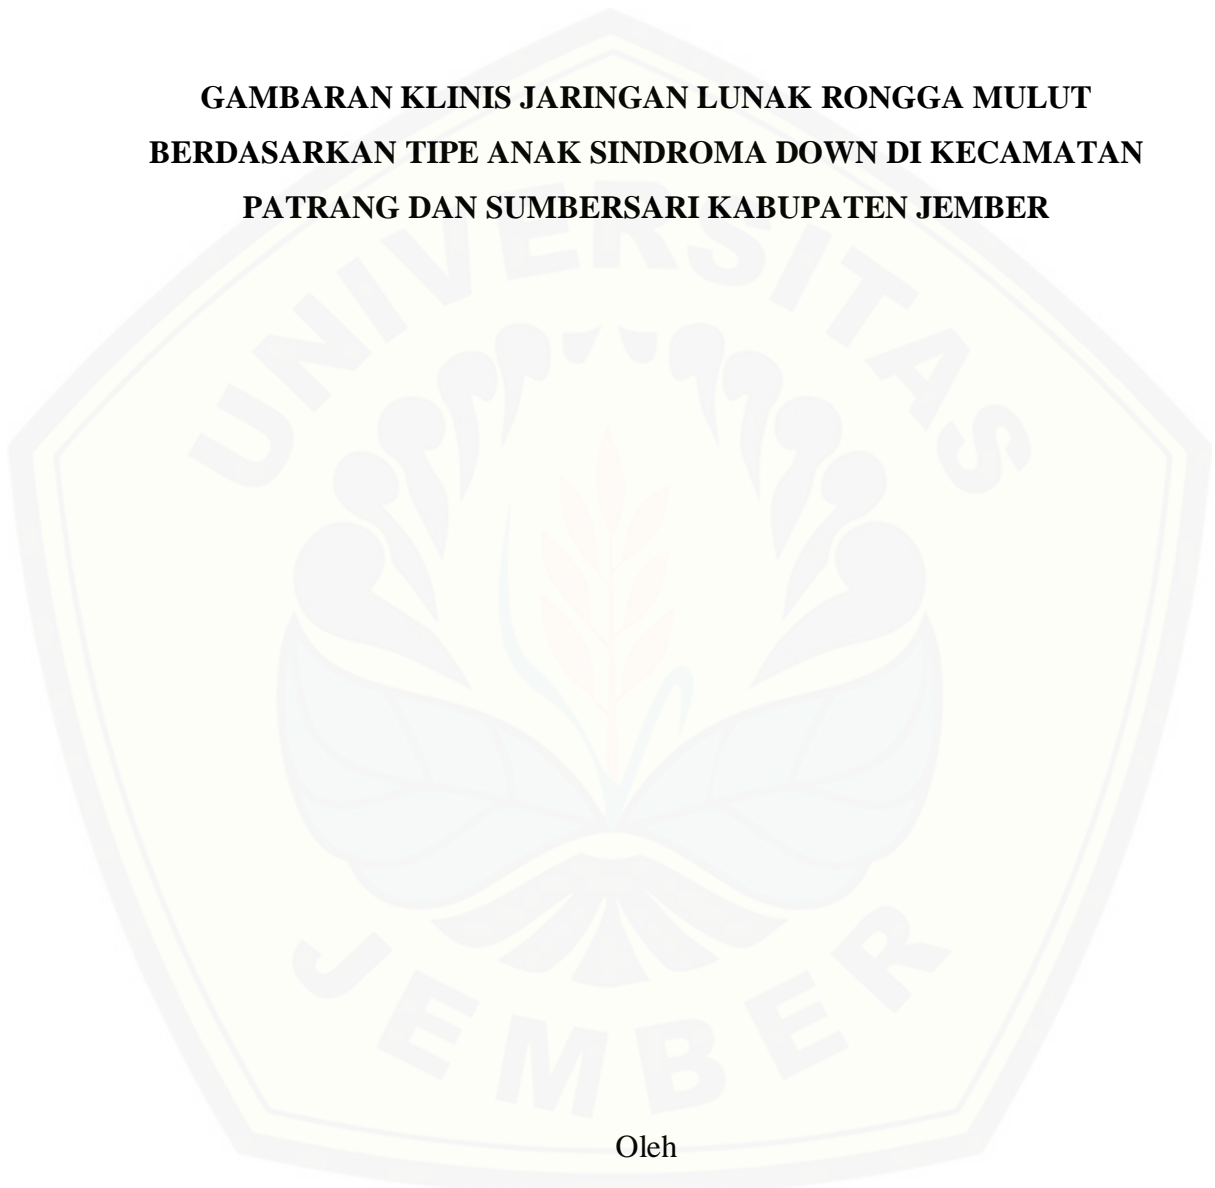 GAMBARAN KLINIS JARINGAN LUNAK RONGGA MULUT
BERDASARKAN TIPE ANAK SINDROMA DOWN DI KECAMATAN
PATRANG DAN SUMBERSARI KABUPATEN JEMBER
UNIVERSITAS
JEMBER
Oleh